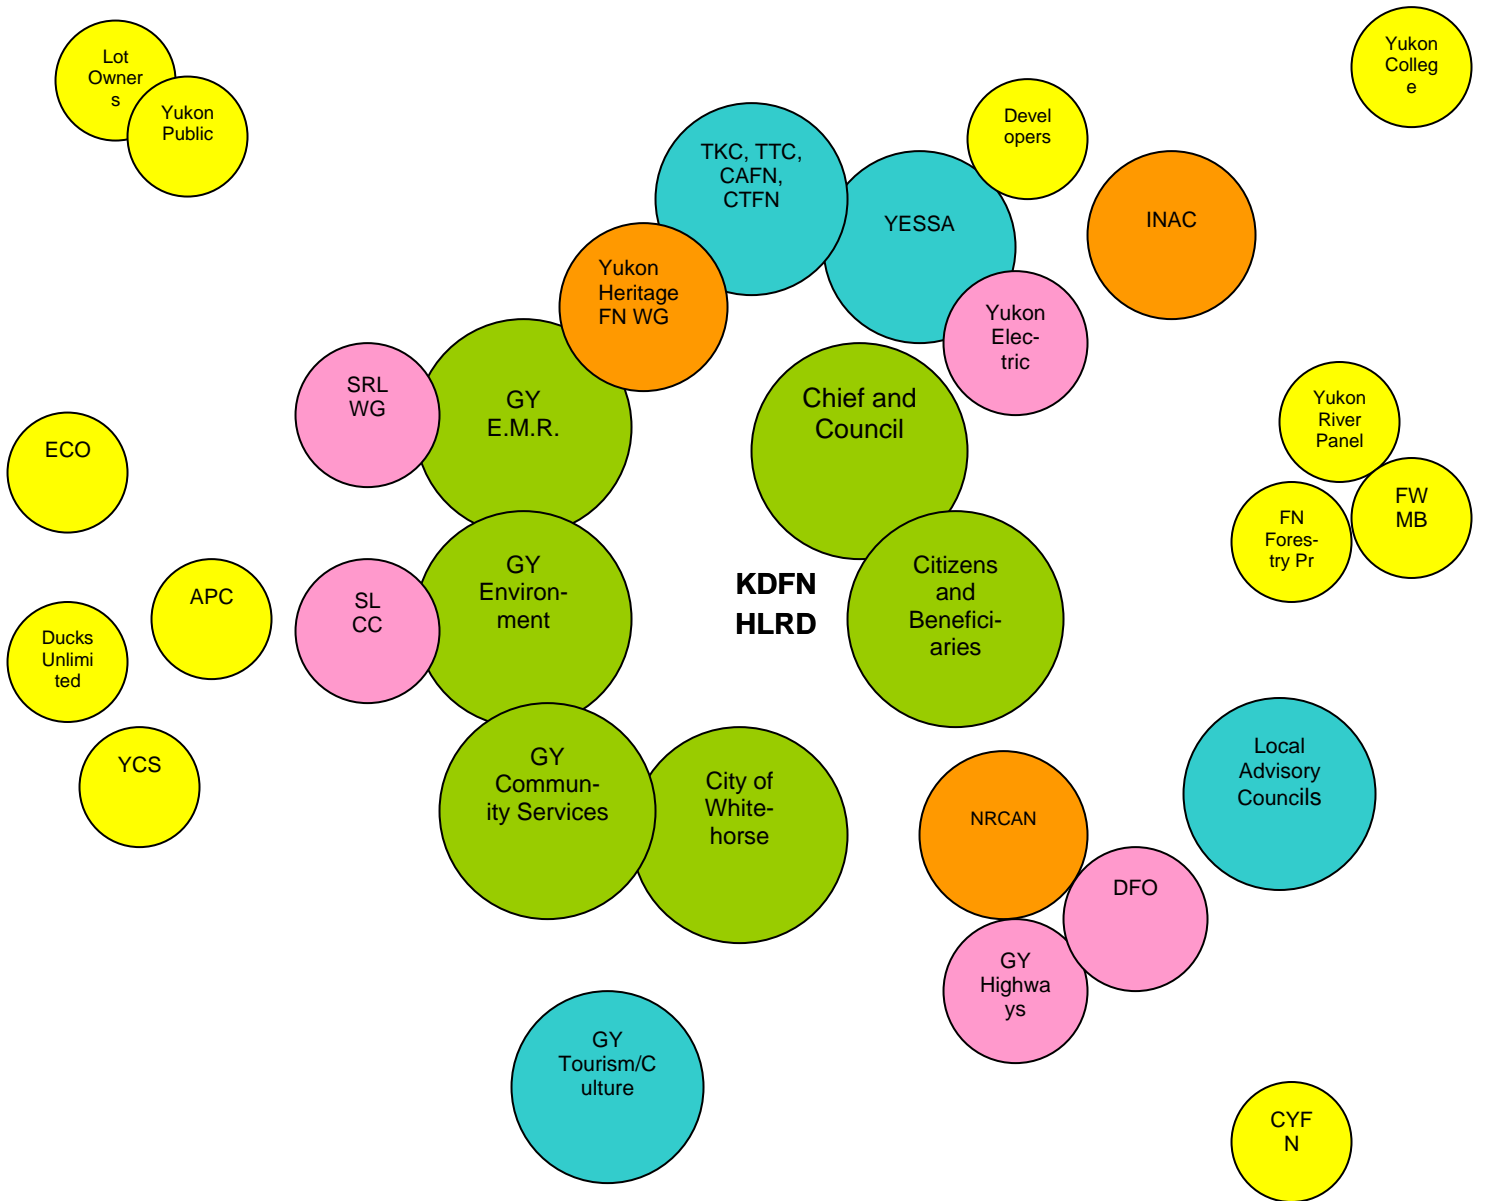 Lot
Owner
s
Yukon
Public
Yukon
Colleg
e
Devel
opers
TKC, TTC,
CAFN,
CTFN
YESSA
INAC
Yukon
Heritage
FN WG
Yukon
Elec-
tric
SRL
WG
GY
E.M.R.
Chief and
Council
Yukon
River
Panel
ECO
FW
MB
FN
Fores-
try Pr
GY
Environ-
ment
Citizens
and
Benefici-
aries
KDFN
HLRD
SL
CC
APC
Ducks
Unlimi
ted
YCS
GY
Commun-
ity Services
City of
White-
horse
Local
Advisory
Councils
NRCAN
DFO
GY
Highwa
ys
GY
Tourism/C
ulture
CYF
N